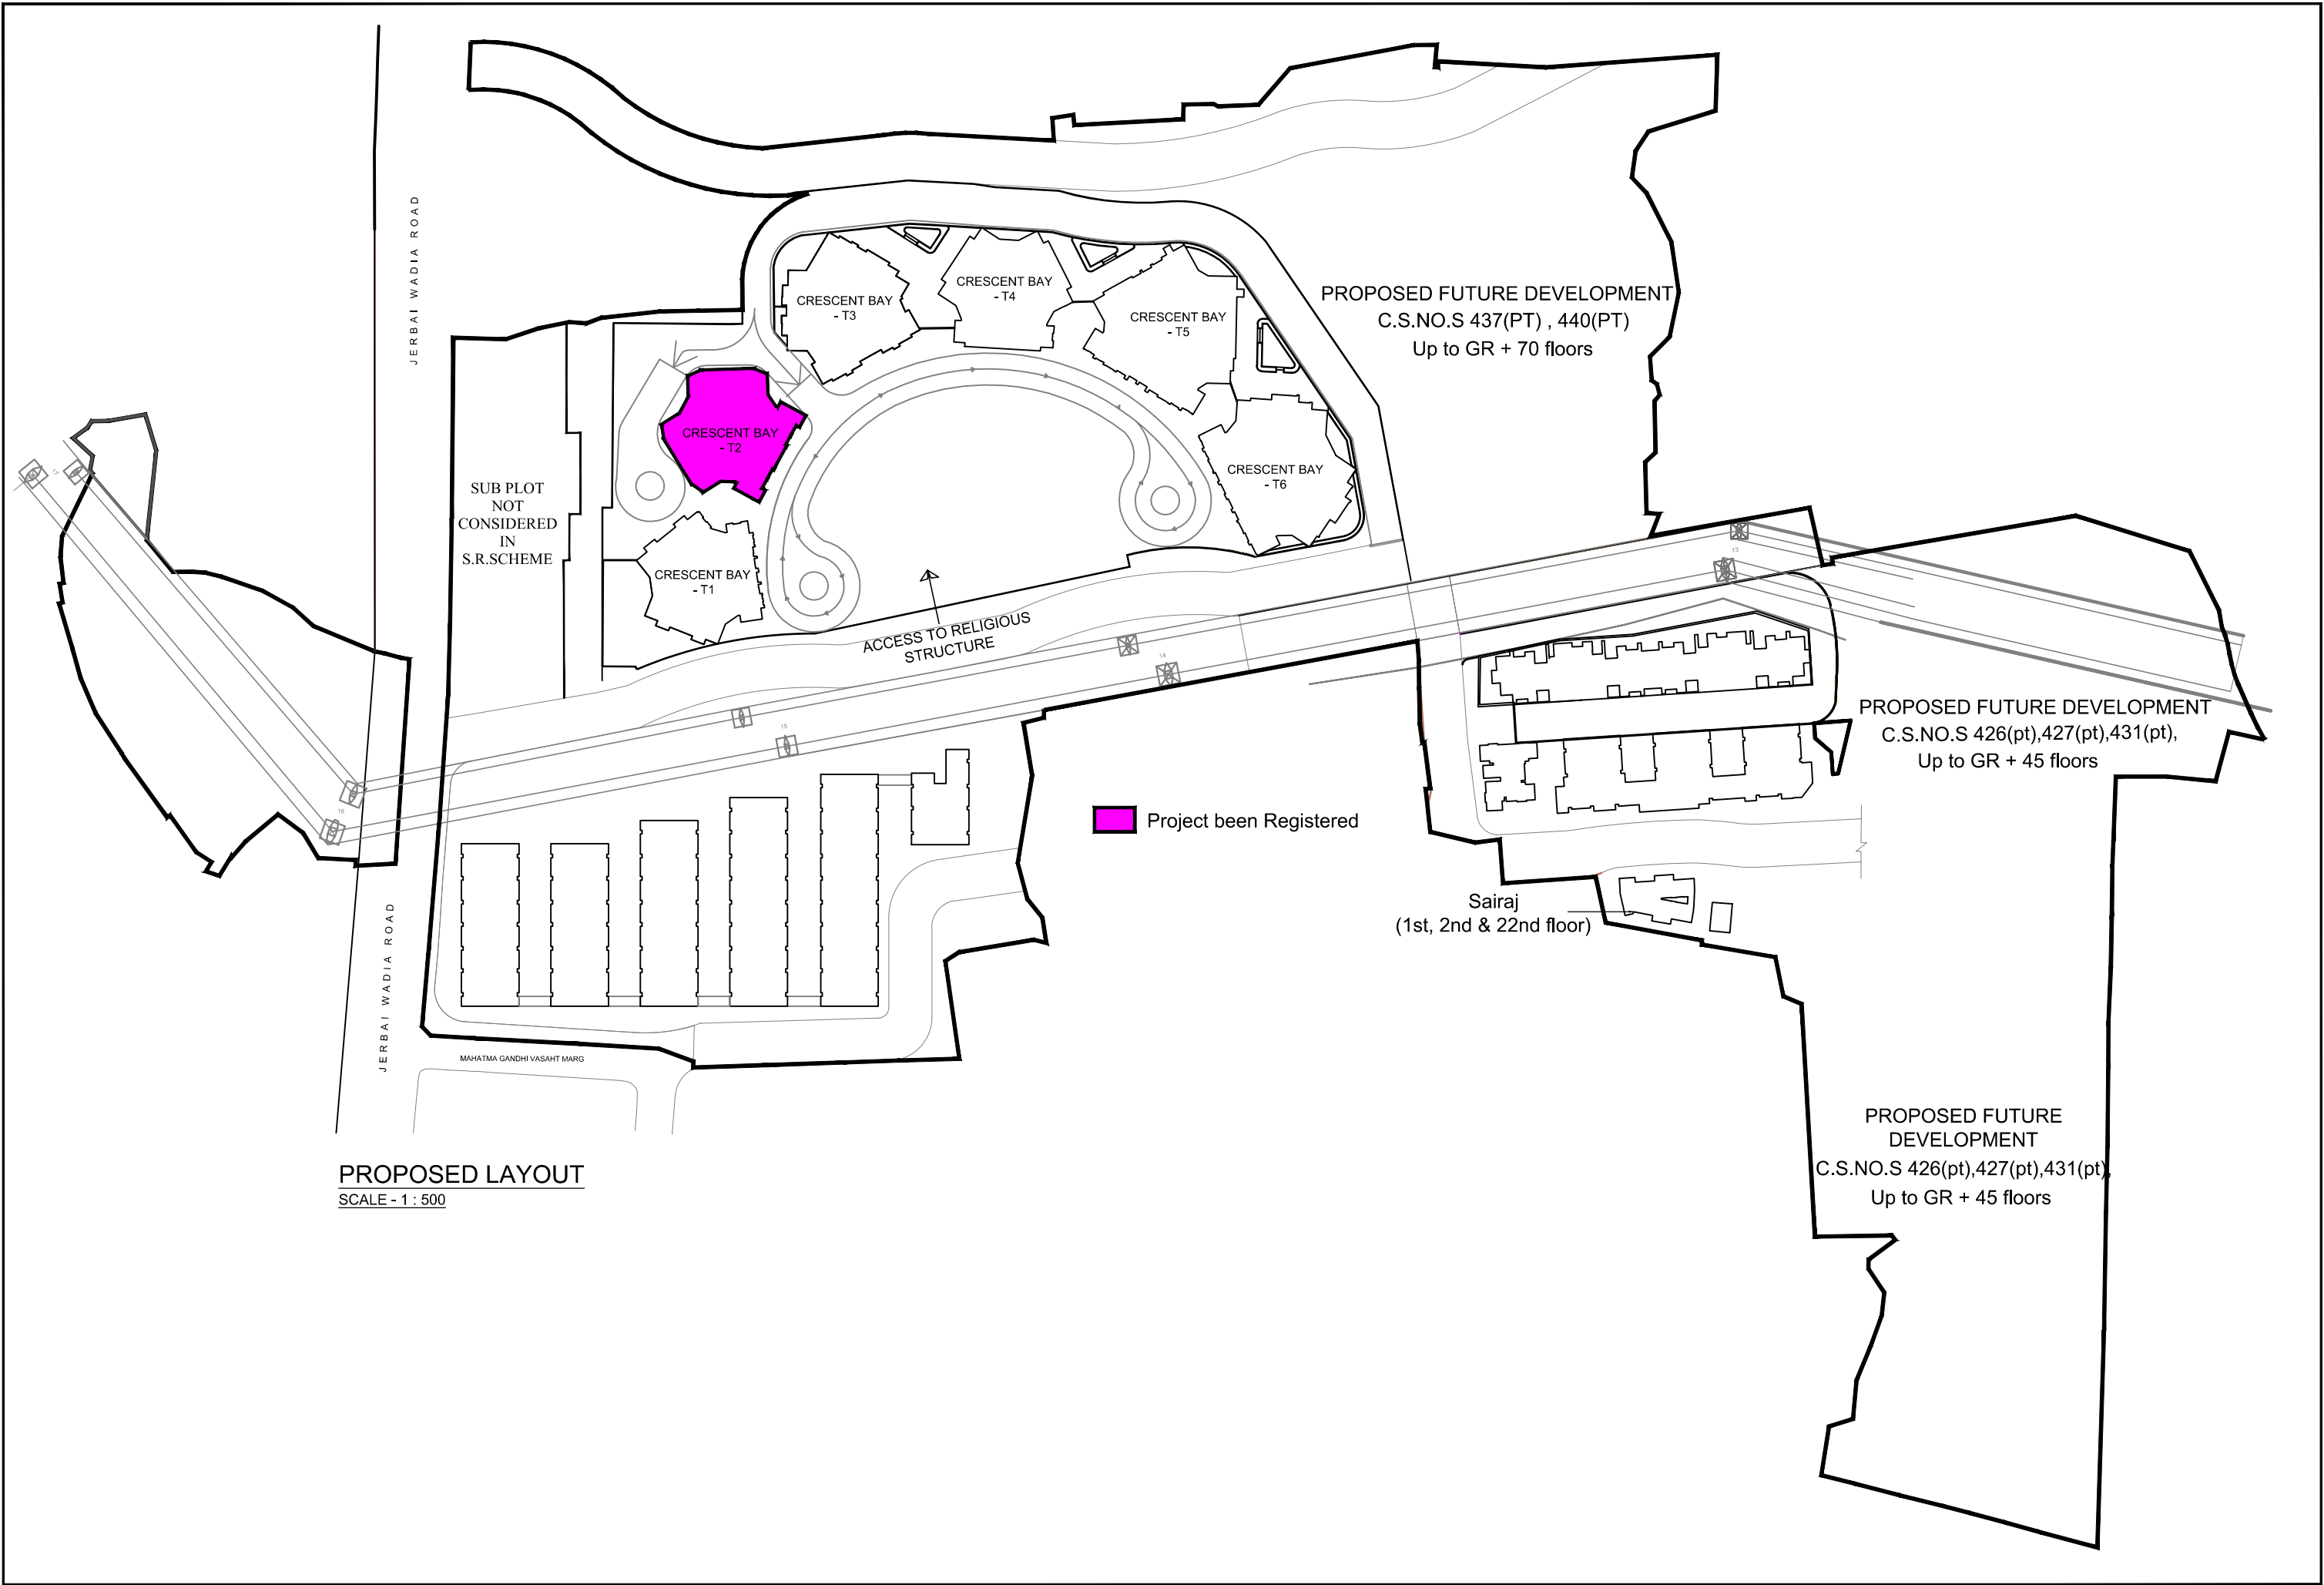 JERBAI WADIA ROAD
CRESCENT BAY
- T3
CRESCENT BAY
- T4
CRESCENT BAY
- T5
PROPOSED FUTURE DEVELOPMENT
C.S.NO.S 437(PT) , 440(PT)
Up to GR + 70 floors
CRESCENT BAY
- T2
CRESCENT BAY
- T6
SUB PLOT
NOT
CONSIDERED
IN
S.R.SCHEME
CRESCENT BAY
- T1
ACCESS TO RELIGIOUS
STRUCTURE
13
14
15
16
PROPOSED FUTURE DEVELOPMENT
C.S.NO.S 426(pt),427(pt),431(pt),
Up to GR + 45 floors
Project been Registered
Sairaj
(1st, 2nd & 22nd floor)
JERBAI WADIA ROAD
MAHATMA GANDHI VASAHT MARG
PROPOSED FUTURE
DEVELOPMENT
C.S.NO.S 426(pt),427(pt),431(pt),
Up to GR + 45 floors
PROPOSED LAYOUT
SCALE - 1 : 500